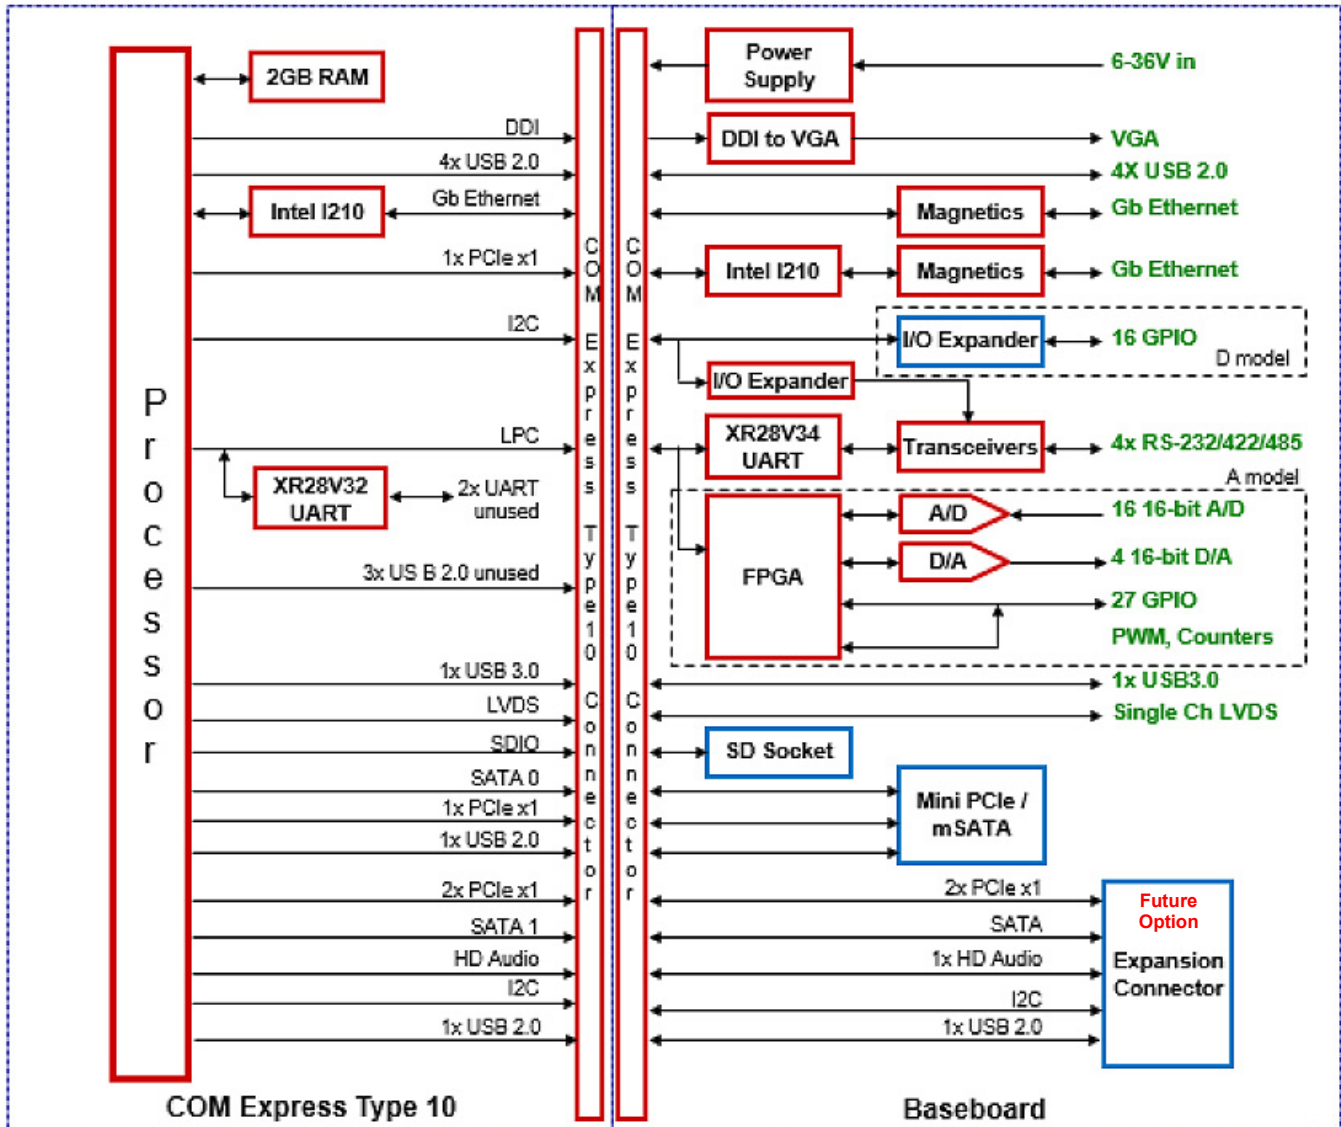 Processor
2GB RAM
DDI
4x USB 2.0
Intel I210
Gb Ethernet
1x PCIe x1
I2C
LPC
XR28V32
UART
2x UART
unused
3x US B 2.0 unused
1x USB 3.0
LVDS
SDIO
SATA 0
1x PCIe x1
1x USB 2.0
2x PCIe x1
SATA 1
HD Audio
I2C
1x USB 2.0
COM Express Type 10
COM Express Type10 Connector
COM Express Type10 Connector
Power
Supply
6-36V in
DDI to VGA
VGA
4X USB 2.0
Magnetics
Gb Ethernet
Intel I210
Magnetics
Gb Ethernet
I/O Expander
16 GPIO
D model
I/O Expander
XR28V34
UART
Transceivers
4x RS-232/422/485
A model
FPGA
A/D
16 16-bit A/D
D/A
4 16-bit D/A
27 GPIO
PWM, Counters
1x USB3.0
Single Ch LVDS
SD Socket
Mini PCIe /
mSATA
2x PCIe x1
SATA
1x HD Audio
I2C
1x USB 2.0
Future
Option
Expansion
Connector
Baseboard